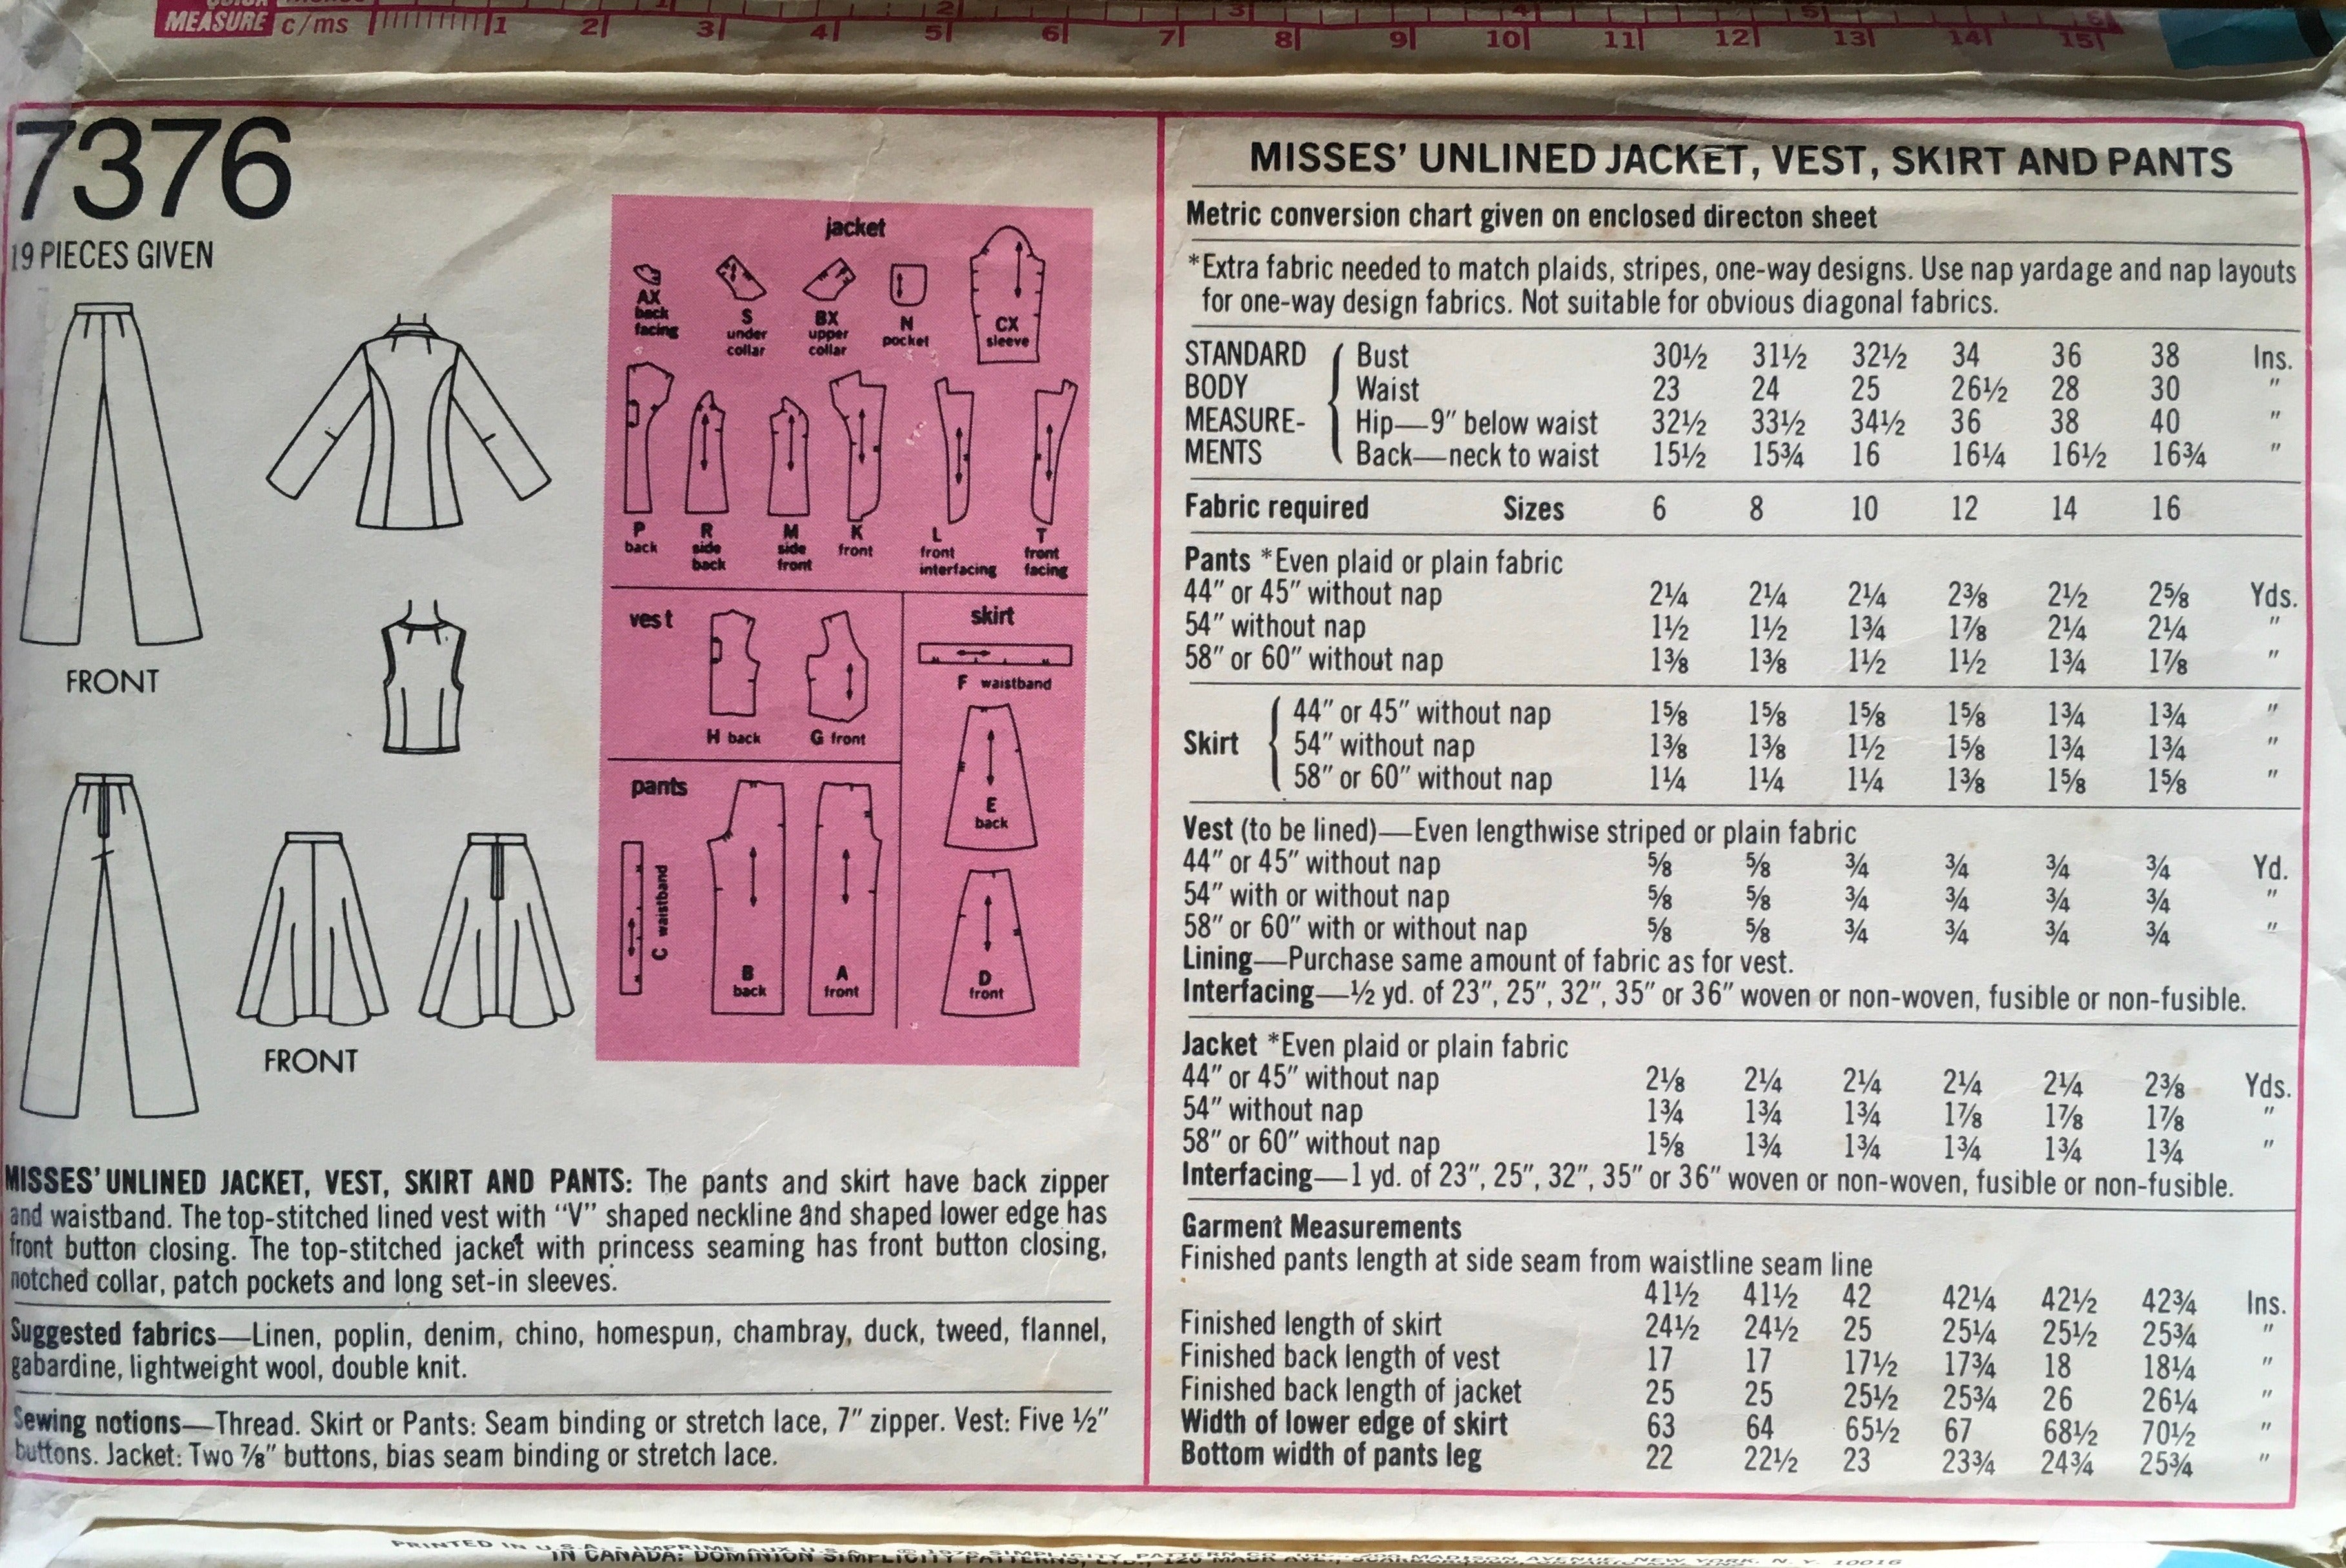 MEASURE c/ms 1 2 3 4 5 6 7 8 9 10 11 12 13 14 15
7376
19 PIECES GIVEN
FRONT
FRONT
jacket
AX back facing
S under collar
BX upper collar
N pocket
CX sleeve
P back
R side back
M side front
K front
L front interfacing
T front facing
vest
H back
G front
skirt
F waistband
E back
D front
pants
C waistband
B back
A front
MISSES' UNLINED JACKET, VEST, SKIRT AND PANTS: The pants and skirt have back zipper
and waistband. The top-stitched lined vest with "V" shaped neckline and shaped lower edge has
front button closing. The top-stitched jacket with princess seaming has front button closing,
notched collar, patch pockets and long set-in sleeves.
Suggested fabrics—Linen, poplin, denim, chino, homespun, chambray, duck, tweed, flannel,
gabardine, lightweight wool, double knit.
Sewing notions—Thread. Skirt or Pants: Seam binding or stretch lace, 7" zipper. Vest: Five ½"
buttons. Jacket: Two ⅞" buttons, bias seam binding or stretch lace.
MISSES' UNLINED JACKET, VEST, SKIRT AND PANTS
Metric conversion chart given on enclosed directon sheet
*Extra fabric needed to match plaids, stripes, one-way designs. Use nap yardage and nap layouts
for one-way design fabrics. Not suitable for obvious diagonal fabrics.
STANDARD Bust 30½ 31½ 32½ 34 36 38 Ins.
BODY Waist 23 24 25 26½ 28 30 "
MEASURE- Hip—9" below waist 32½ 33½ 34½ 36 38 40 "
MENTS Back—neck to waist 15½ 15¾ 16 16¼ 16½ 16¾ "
Fabric required Sizes 6 8 10 12 14 16
Pants *Even plaid or plain fabric
44" or 45" without nap 2¼ 2¼ 2¼ 2⅜ 2½ 2⅝ Yds.
54" without nap 1½ 1½ 1¾ 1⅞ 2¼ 2¼ "
58" or 60" without nap 1⅜ 1⅜ 1½ 1½ 1¾ 1⅞ "
44" or 45" without nap 1⅝ 1⅝ 1⅝ 1⅝ 1¾ 1¾ "
Skirt 54" without nap 1⅜ 1⅜ 1½ 1⅝ 1¾ 1¾ "
58" or 60" without nap 1¼ 1¼ 1¼ 1⅜ 1⅝ 1⅝ "
Vest (to be lined)—Even lengthwise striped or plain fabric
44" or 45" without nap ⅝ ⅝ ¾ ¾ ¾ ¾ Yd.
54" with or without nap ⅝ ⅝ ¾ ¾ ¾ ¾ "
58" or 60" with or without nap ⅝ ⅝ ¾ ¾ ¾ ¾ "
Lining—Purchase same amount of fabric as for vest.
Interfacing—½ yd. of 23", 25", 32", 35" or 36" woven or non-woven, fusible or non-fusible.
Jacket *Even plaid or plain fabric
44" or 45" without nap 2⅛ 2¼ 2¼ 2¼ 2¼ 2⅜ Yds.
54" without nap 1¾ 1¾ 1¾ 1⅞ 1⅞ 1⅞ "
58" or 60" without nap 1⅝ 1¾ 1¾ 1¾ 1¾ 1¾ "
Interfacing—1 yd. of 23", 25", 32", 35" or 36" woven or non-woven, fusible or non-fusible.
Garment Measurements
Finished pants length at side seam from waistline seam line
41½ 41½ 42 42¼ 42½ 42¾ Ins.
Finished length of skirt 24½ 24½ 25 25¼ 25½ 25¾ "
Finished back length of vest 17 17 17½ 17¾ 18 18¼ "
Finished back length of jacket 25 25 25½ 25¾ 26 26¼ "
Width of lower edge of skirt 63 64 65½ 67 68½ 70½ "
Bottom width of pants leg 22 22½ 23 23¾ 24¾ 25¾ "
PRINTED IN U.S.A. MADISON AVENUE, NEW YORK, N. Y. 10016
IN CANADA: DOMINION SIMPLICITY PATTERNS,